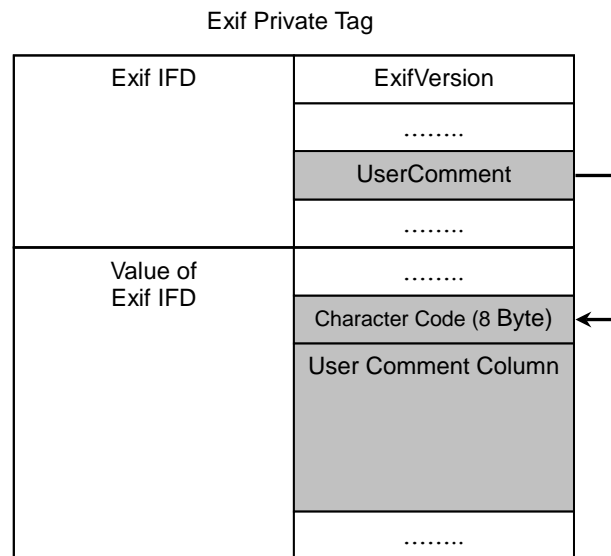 Exif Private Tag
Exif IFD
ExifVersion
........
UserComment
........
Value of
Exif IFD
........
Character Code (8 Byte)
User Comment Column
........